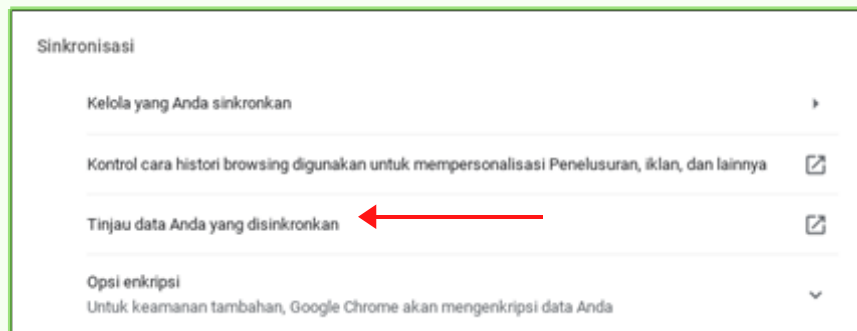 Sinkronisasi
Kelola yang Anda sinkronkan
Kontrol cara histori browsing digunakan untuk mempersonalisasi Penelusuran, iklan, dan lainnya
Tinjau data Anda yang disinkronkan
Opsi enkripsi
Untuk keamanan tambahan, Google Chrome akan mengenkripsi data Anda